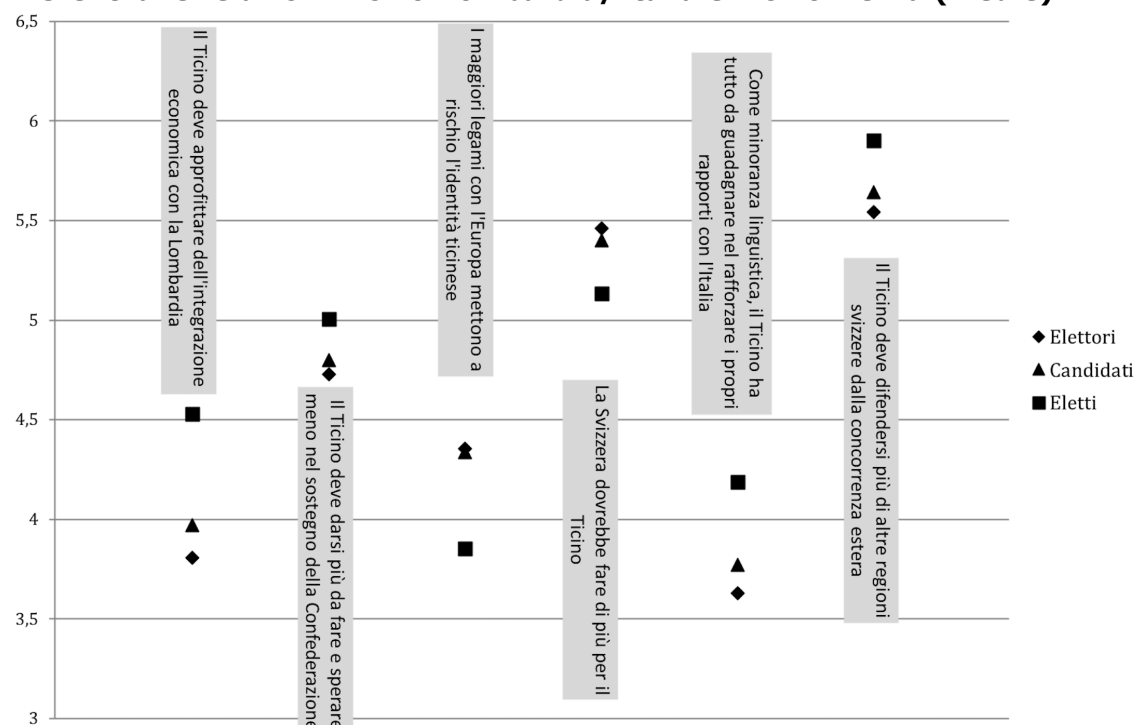 6,5
6
5,5
5
4,5
4
3,5
3
Il Ticino deve approfittare dell'integrazione
economica con la Lombardia
Il Ticino deve darsi più da fare e sperare
meno nel sostegno della Confederazione
I maggiori legami con l'Europa mettono a
rischio l'identità ticinese
La Svizzera dovrebbe fare di più per il
Ticino
Come minoranza linguistica, il Ticino ha
tutto da guadagnare nel rafforzare i propri
rapporti con l'Italia
Il Ticino deve difendersi più di altre regioni
svizzere dalla concorrenza estera
Elettori
Candidati
Eletti